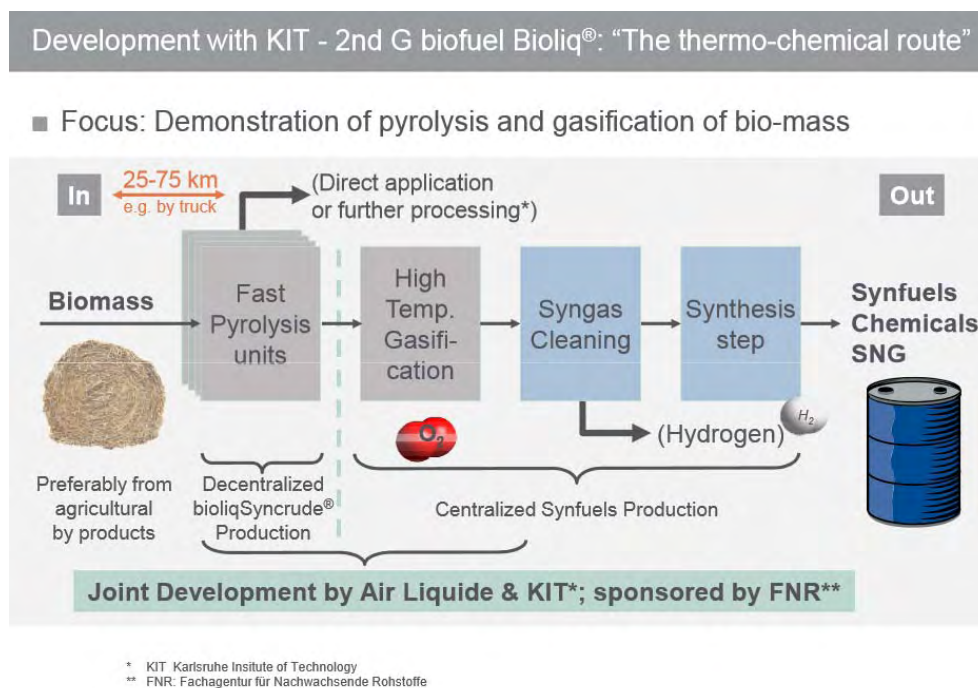 Development with KIT - 2nd G biofuel Bioliq®: “The thermo-chemical route”
Focus: Demonstration of pyrolysis and gasification of bio-mass
In
25-75 km
e.g. by truck
(Direct application
or further processing*)
Out
Biomass
Fast
Pyrolysis
units
High
Temp.
Gasifi-
cation
Syngas
Cleaning
Synthesis
step
Synfuels
Chemicals
SNG
O2
(Hydrogen)
H2
Preferably from
agricultural
by products
Decentralized
bioliqSyncrude®
Production
Centralized Synfuels Production
Joint Development by Air Liquide & KIT*; sponsored by FNR**
* KIT Karlsruhe Insitute of Technology
** FNR: Fachagentur für Nachwachsende Rohstoffe